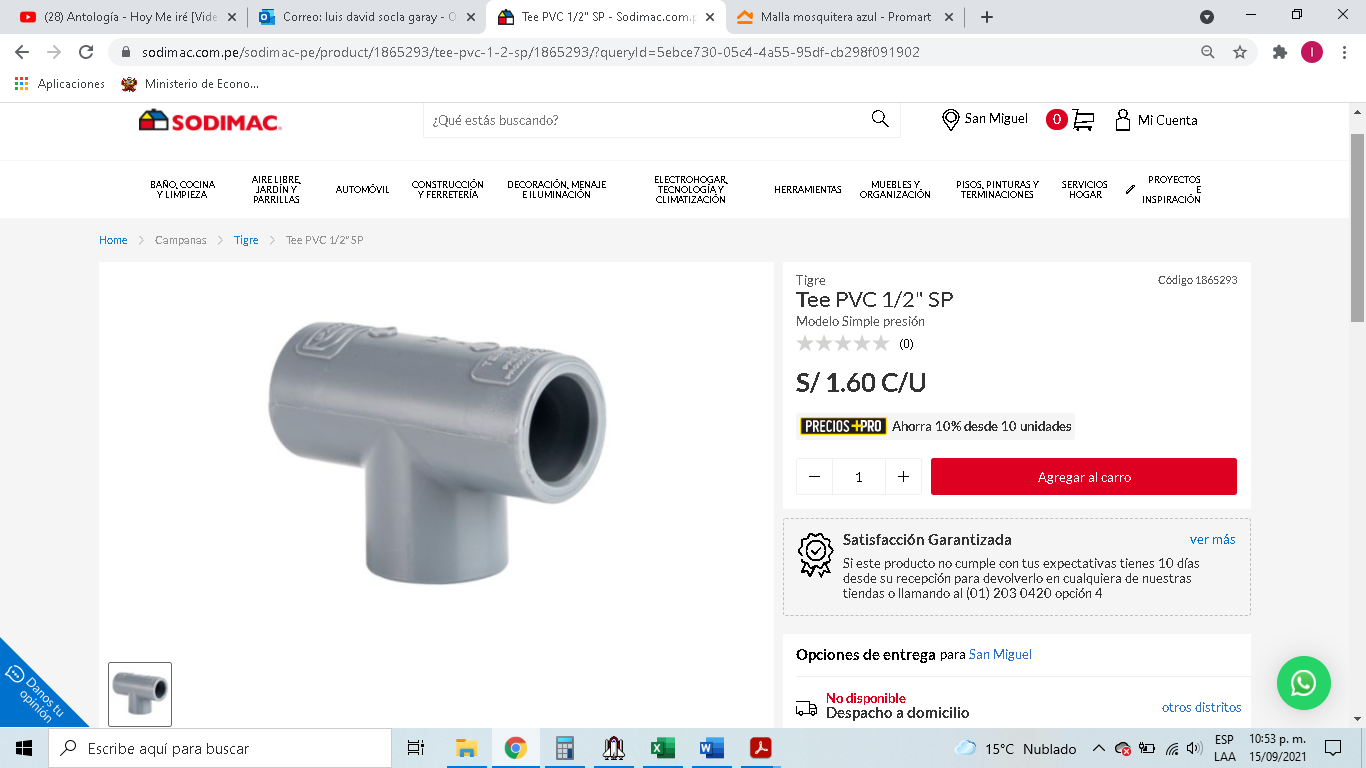 (28) Antología - Hoy Me iré [Vide
Correo: luis david socla garay - O
Tee PVC 1/2" SP - Sodimac.com.p
Malla mosquitera azul - Promart
sodimac.com.pe/sodimac-pe/product/1865293/tee-pvc-1-2-sp/1865293/?queryId=5ebce730-05c4-4a55-95df-cb298f091902
Aplicaciones
Ministerio de Econo...
SODIMAC
¿Qué estás buscando?
San Miguel
0
Mi Cuenta
BAÑO, COCINA
Y LIMPIEZA
AIRE LIBRE,
JARDÍN Y
PARRILLAS
AUTOMÓVIL
CONSTRUCCIÓN
Y FERRETERÍA
DECORACIÓN, MENAJE
E ILUMINACIÓN
ELECTROHOGAR,
TECNOLOGÍA Y
CLIMATIZACIÓN
HERRAMIENTAS
MUEBLES Y
ORGANIZACIÓN
PISOS, PINTURAS Y
TERMINACIONES
SERVICIOS
HOGAR
PROYECTOS
E
INSPIRACIÓN
Home
Campanas
Tigre
Tee PVC 1/2" SP
Tigre
Código 1865293
Tee PVC 1/2" SP
Modelo Simple presión
(0)
S/ 1.60 C/U
PRECIOS+PRO Ahorra 10% desde 10 unidades
1
Agregar al carro
Satisfacción Garantizada
ver más
Si este producto no cumple con tus expectativas tienes 10 días
desde su recepción para devolverlo en cualquiera de nuestras
tiendas o llamando al (01) 203 0420 opción 4
Opciones de entrega para San Miguel
No disponible
Despacho a domicilio
otros distritos
Danos tu
opinión
Escribe aquí para buscar
15°C Nublado
ESP
LAA
10:53 p. m.
15/09/2021